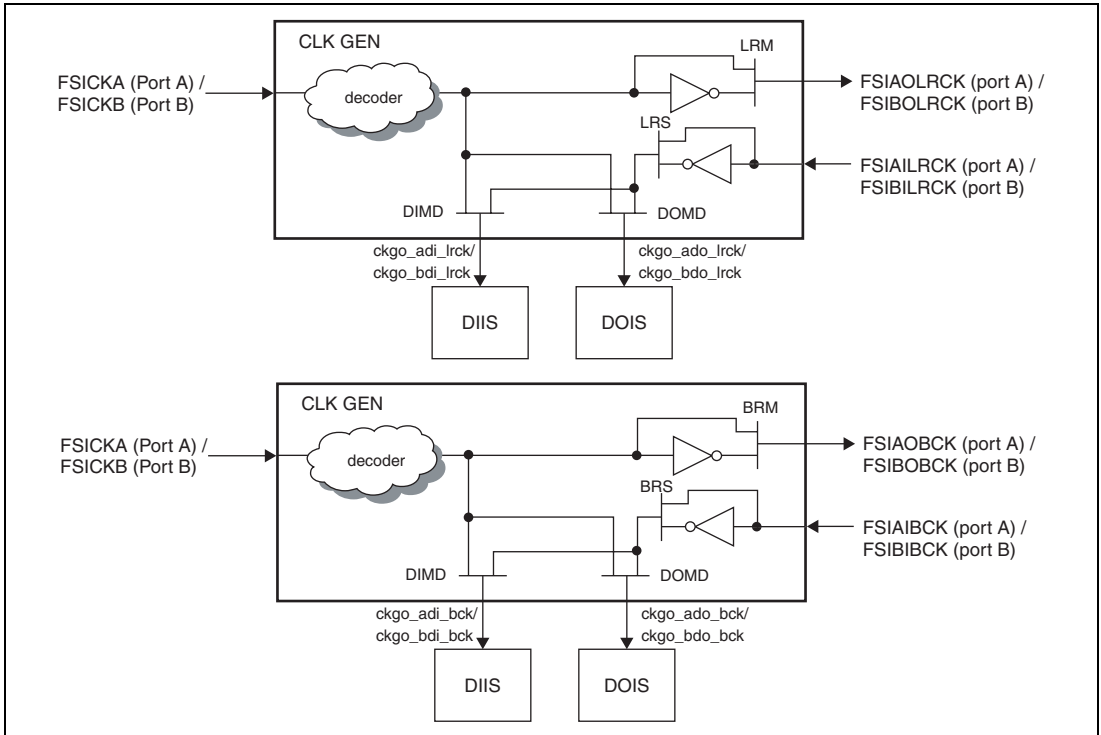 CLK GEN
LRM
FSICKA (Port A) /
FSICKB (Port B)
decoder
FSIAOLRCK (port A) /
FSIBOLRCK (port B)
LRS
FSIAILRCK (port A) /
FSIBILRCK (port B)
DIMD
DOMD
ckgo_adi_lrck/
ckgo_bdi_lrck
ckgo_ado_lrck/
ckgo_bdo_lrck
DIIS
DOIS
CLK GEN
BRM
FSICKA (Port A) /
FSICKB (Port B)
decoder
FSIAOBCK (port A) /
FSIBOBCK (port B)
BRS
FSIAIBCK (port A) /
FSIBIBCK (port B)
DIMD
DOMD
ckgo_adi_bck/
ckgo_bdi_bck
ckgo_ado_bck/
ckgo_bdo_bck
DIIS
DOIS